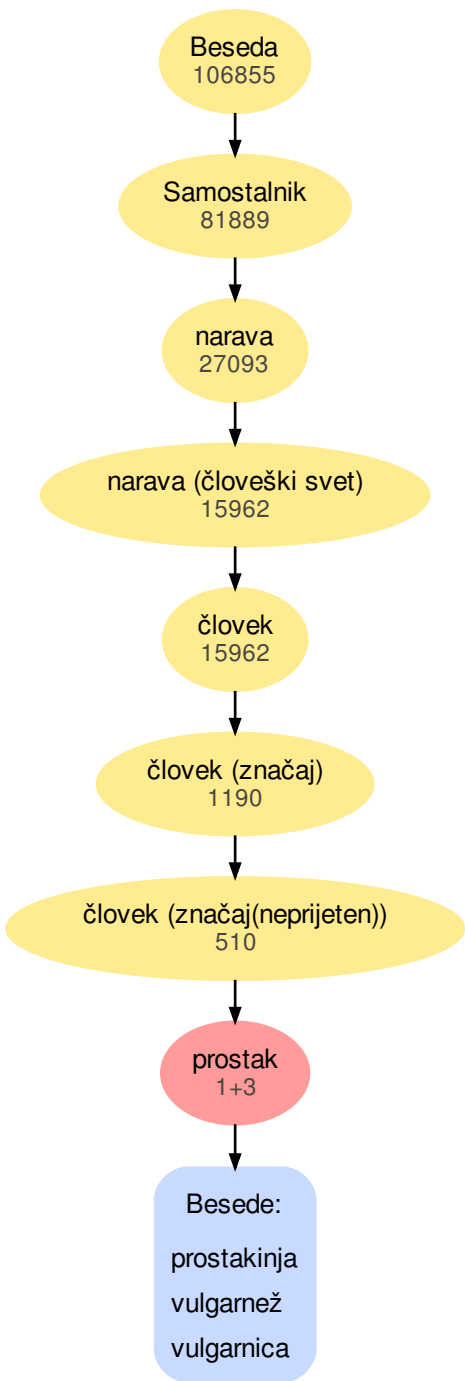 Beseda
106855
Samostalnik
81889
narava
27093
narava (človeški svet)
15962
človek
15962
človek (značaj)
1190
človek (značaj(neprijeten))
510
prostak
1+3
Besede:
prostakinja
vulgarnež
vulgarnica